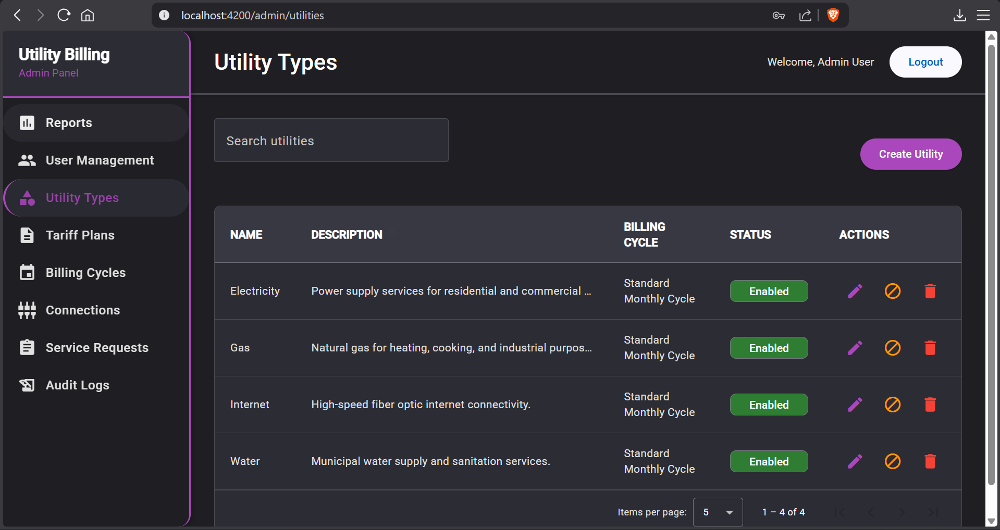 localhost:4200/admin/utilities
Utility Billing
Admin Panel
Reports
User Management
Utility Types
Tariff Plans
Billing Cycles
Connections
Service Requests
Audit Logs
Utility Types
Welcome, Admin User
Logout
Search utilities
Create Utility
NAME DESCRIPTION BILLING CYCLE STATUS ACTIONS
Electricity Power supply services for residential and commercial ... Standard Monthly Cycle Enabled
Gas Natural gas for heating, cooking, and industrial purpos... Standard Monthly Cycle Enabled
Internet High-speed fiber optic internet connectivity. Standard Monthly Cycle Enabled
Water Municipal water supply and sanitation services. Standard Monthly Cycle Enabled
Items per page: 5 1 – 4 of 4